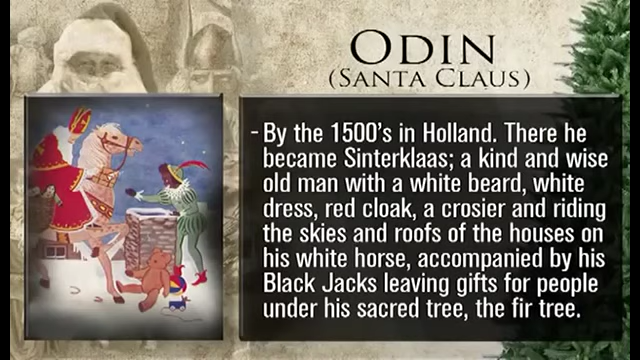 ODIN
(SANTA CLAUS)
- By the 1500's in Holland. There he
became Sinterklaas; a kind and wise
old man with a white beard, white
dress, red cloak, a crosier and riding
the skies and roofs of the houses on
his white horse, accompanied by his
Black Jacks leaving gifts for people
under his sacred tree, the fir tree.